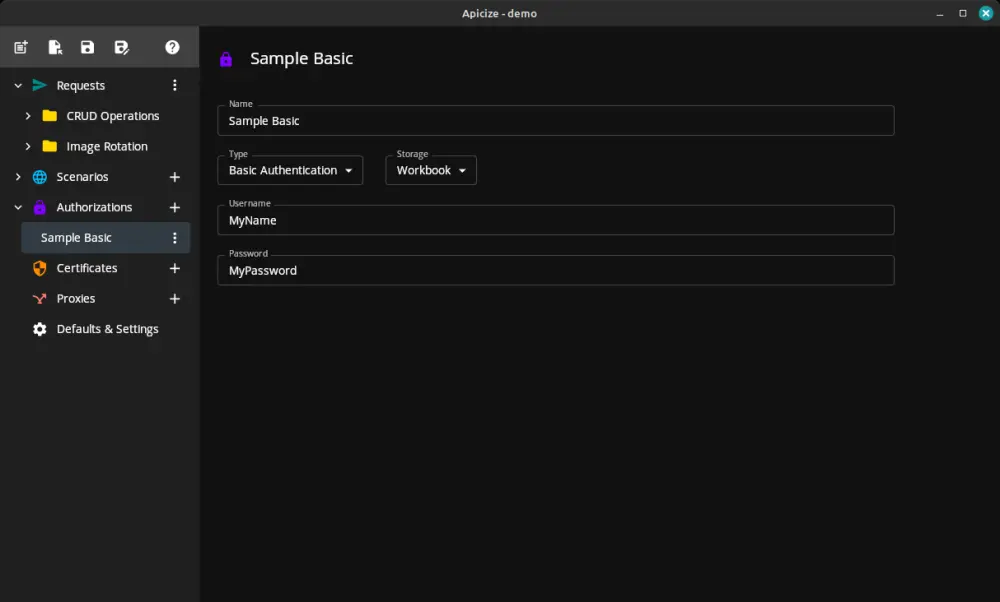 Apicize - demo
Requests
CRUD Operations
Image Rotation
Scenarios
Authorizations
Sample Basic
Certificates
Proxies
Defaults & Settings
Sample Basic
Name
Sample Basic
Type
Basic Authentication
Storage
Workbook
Username
MyName
Password
MyPassword